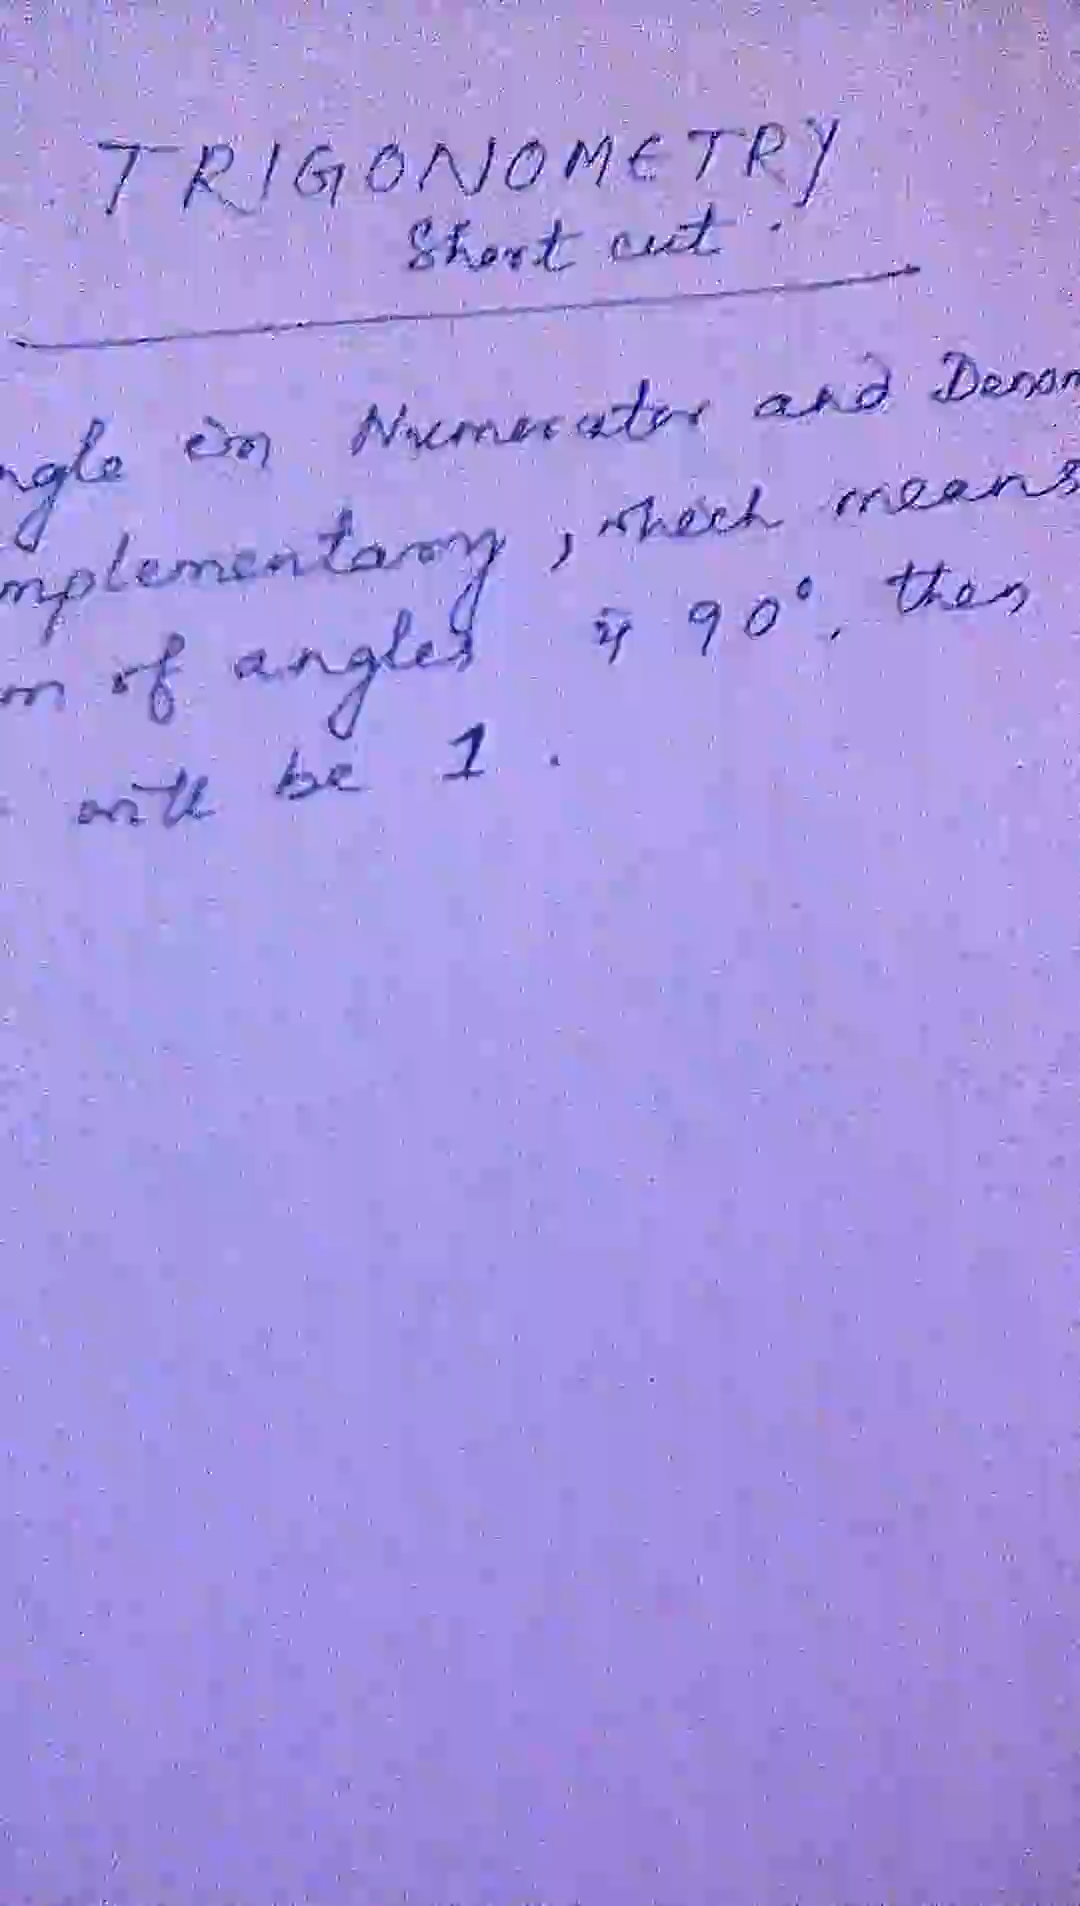 TRIGONOMETRY
Short cut.
ngle in Numerator and Denom
mplementary, which means
m of angles is 90°, then
will be 1.